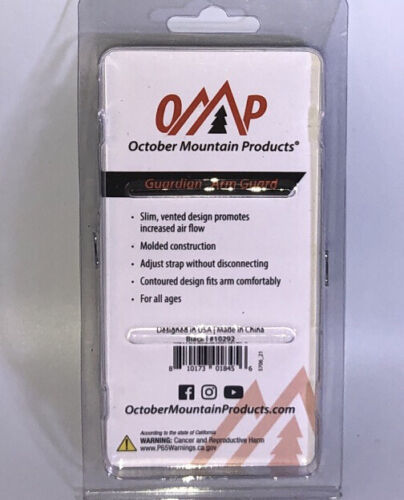 OMP
October Mountain Products®
Guardian™ Arm Guard
• Slim, vented design promotes
increased air flow
• Molded construction
• Adjust strap without disconnecting
• Contoured design fits arm comfortably
• For all ages
Designed in USA | Made in China
Black | #10292
8 10173 01845 6
5706_21
OctoberMountainProducts.com
According to the state of California
WARNING: Cancer and Reproductive Harm
www.P65Warnings.ca.gov